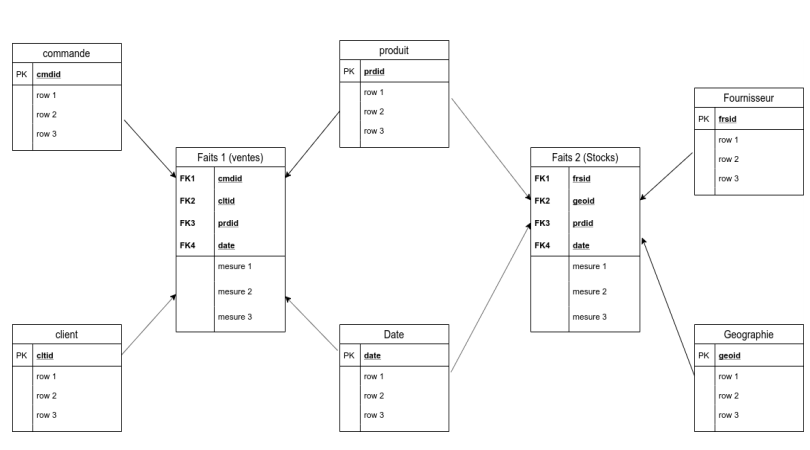 commande
PK cmdid
row 1
row 2
row 3
produit
PK prdid
row 1
row 2
row 3
Fournisseur
PK frsid
row 1
row 2
row 3
Faits 1 (ventes)
FK1 cmdid
FK2 cltid
FK3 prdid
FK4 date
mesure 1
mesure 2
mesure 3
Faits 2 (Stocks)
FK1 frsid
FK2 geoid
FK3 prdid
FK4 date
mesure 1
mesure 2
mesure 3
client
PK cltid
row 1
row 2
row 3
Date
PK date
row 1
row 2
row 3
Geographie
PK geoid
row 1
row 2
row 3